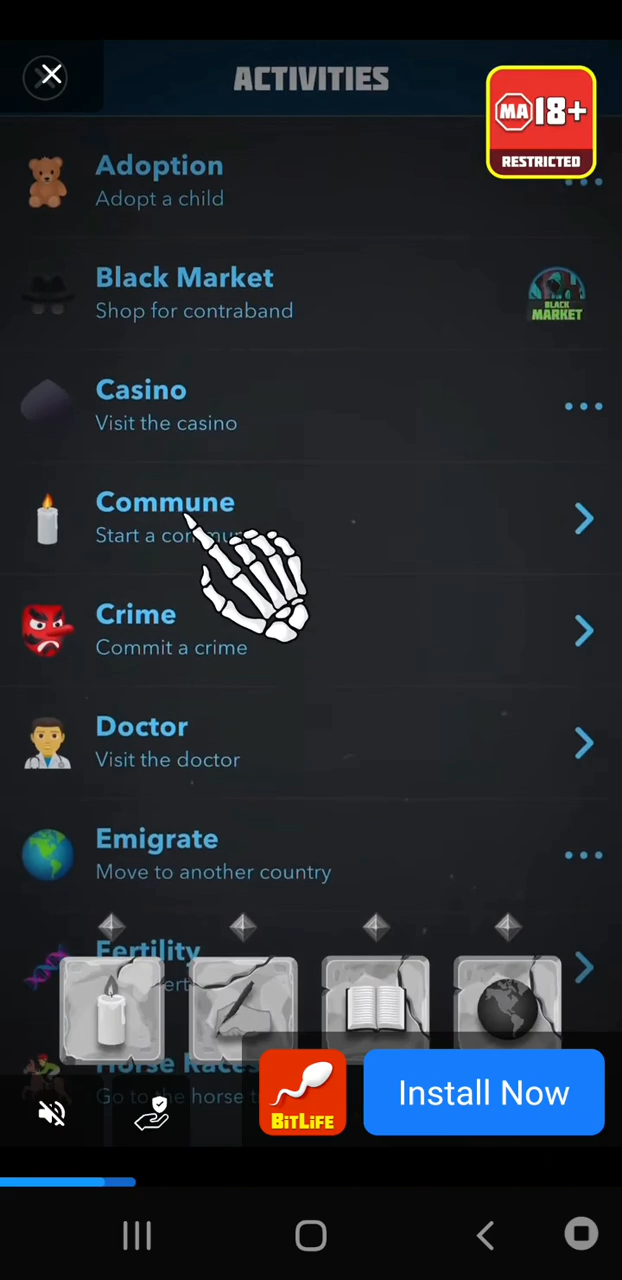 ACTIVITIES
MA 18+
RESTRICTED
Adoption
Adopt a child
Black Market
Shop for contraband
BLACK
MARKET
Casino
Visit the casino
Commune
Start a commu
Crime
Commit a crime
Doctor
Visit the doctor
Emigrate
Move to another country
Fertility
Horse Races
Go to the horse t
BITLIFE
Install Now